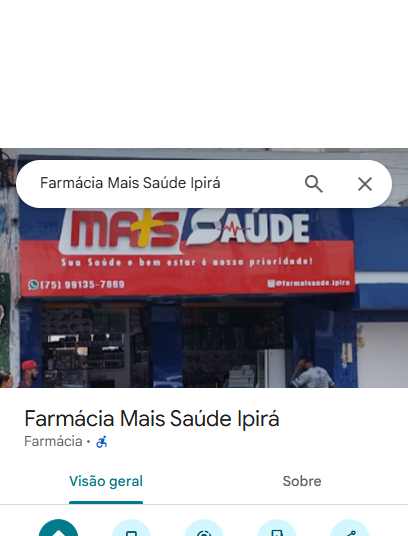 Farmácia Mais Saúde Ipirá
MA+S SAÚDE
Sua Saúde e bem estar é nossa prioridade!
(75) 99135-7889
@farmaisaude.ipira
Farmácia Mais Saúde Ipirá
Farmácia •
Visão geral
Sobre